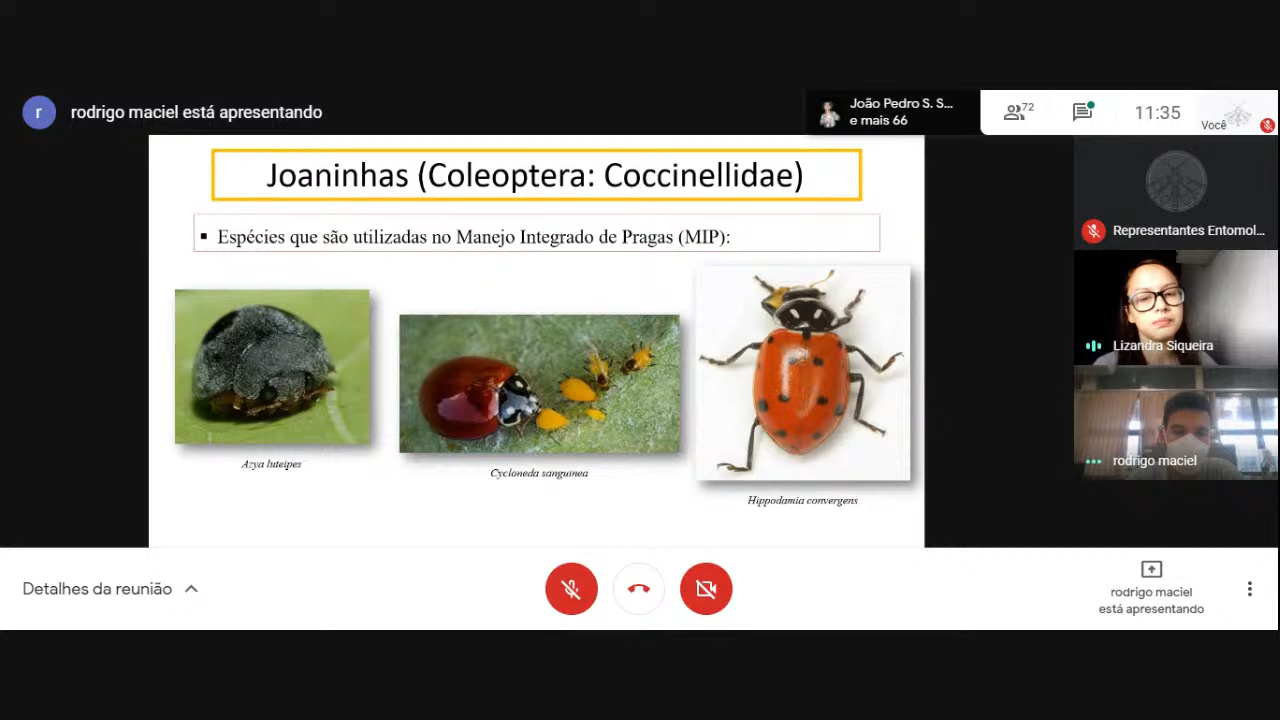 r
rodrigo maciel está apresentando
João Pedro S. S...
e mais 66
72
11:35
Você
Joaninhas (Coleoptera: Coccinellidae)
▪ Espécies que são utilizadas no Manejo Integrado de Pragas (MIP):
Representantes Entomol...
Lizandra Siqueira
rodrigo maciel
Azya luteipes
Cycloneda sanguinea
Hippodamia convergens
Detalhes da reunião
rodrigo maciel
está apresentando